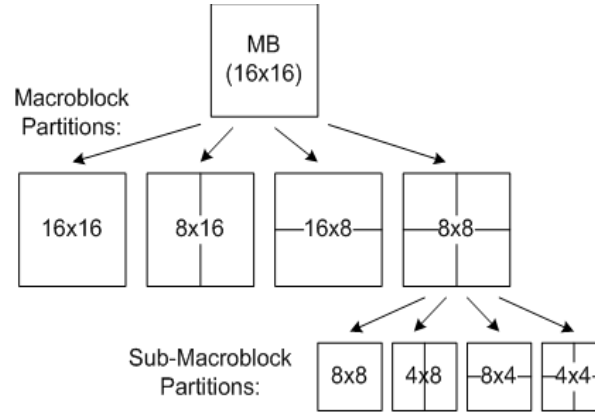 MB
(16x16)
Macroblock
Partitions:
16x16
8x16
16x8
8x8
Sub-Macroblock
Partitions:
8x8
4x8
8x4
4x4